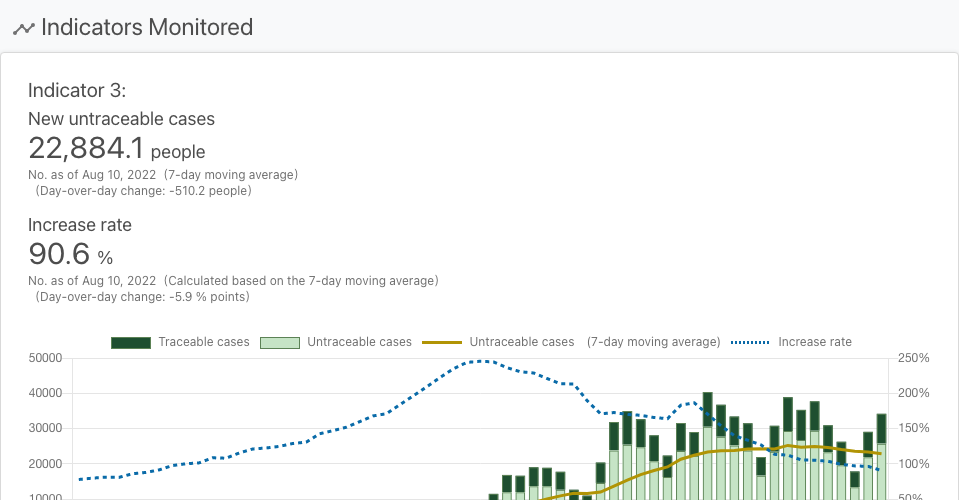 Indicators Monitored
Indicator 3:
New untraceable cases
22,884.1 people
No. as of Aug 10, 2022 (7-day moving average)
(Day-over-day change: -510.2 people)
Increase rate
90.6 %
No. as of Aug 10, 2022 (Calculated based on the 7-day moving average)
(Day-over-day change: -5.9 % points)
Traceable cases Untraceable cases Untraceable cases (7-day moving average) Increase rate
50000 250%
40000 200%
30000 150%
20000 100%
10000 50%